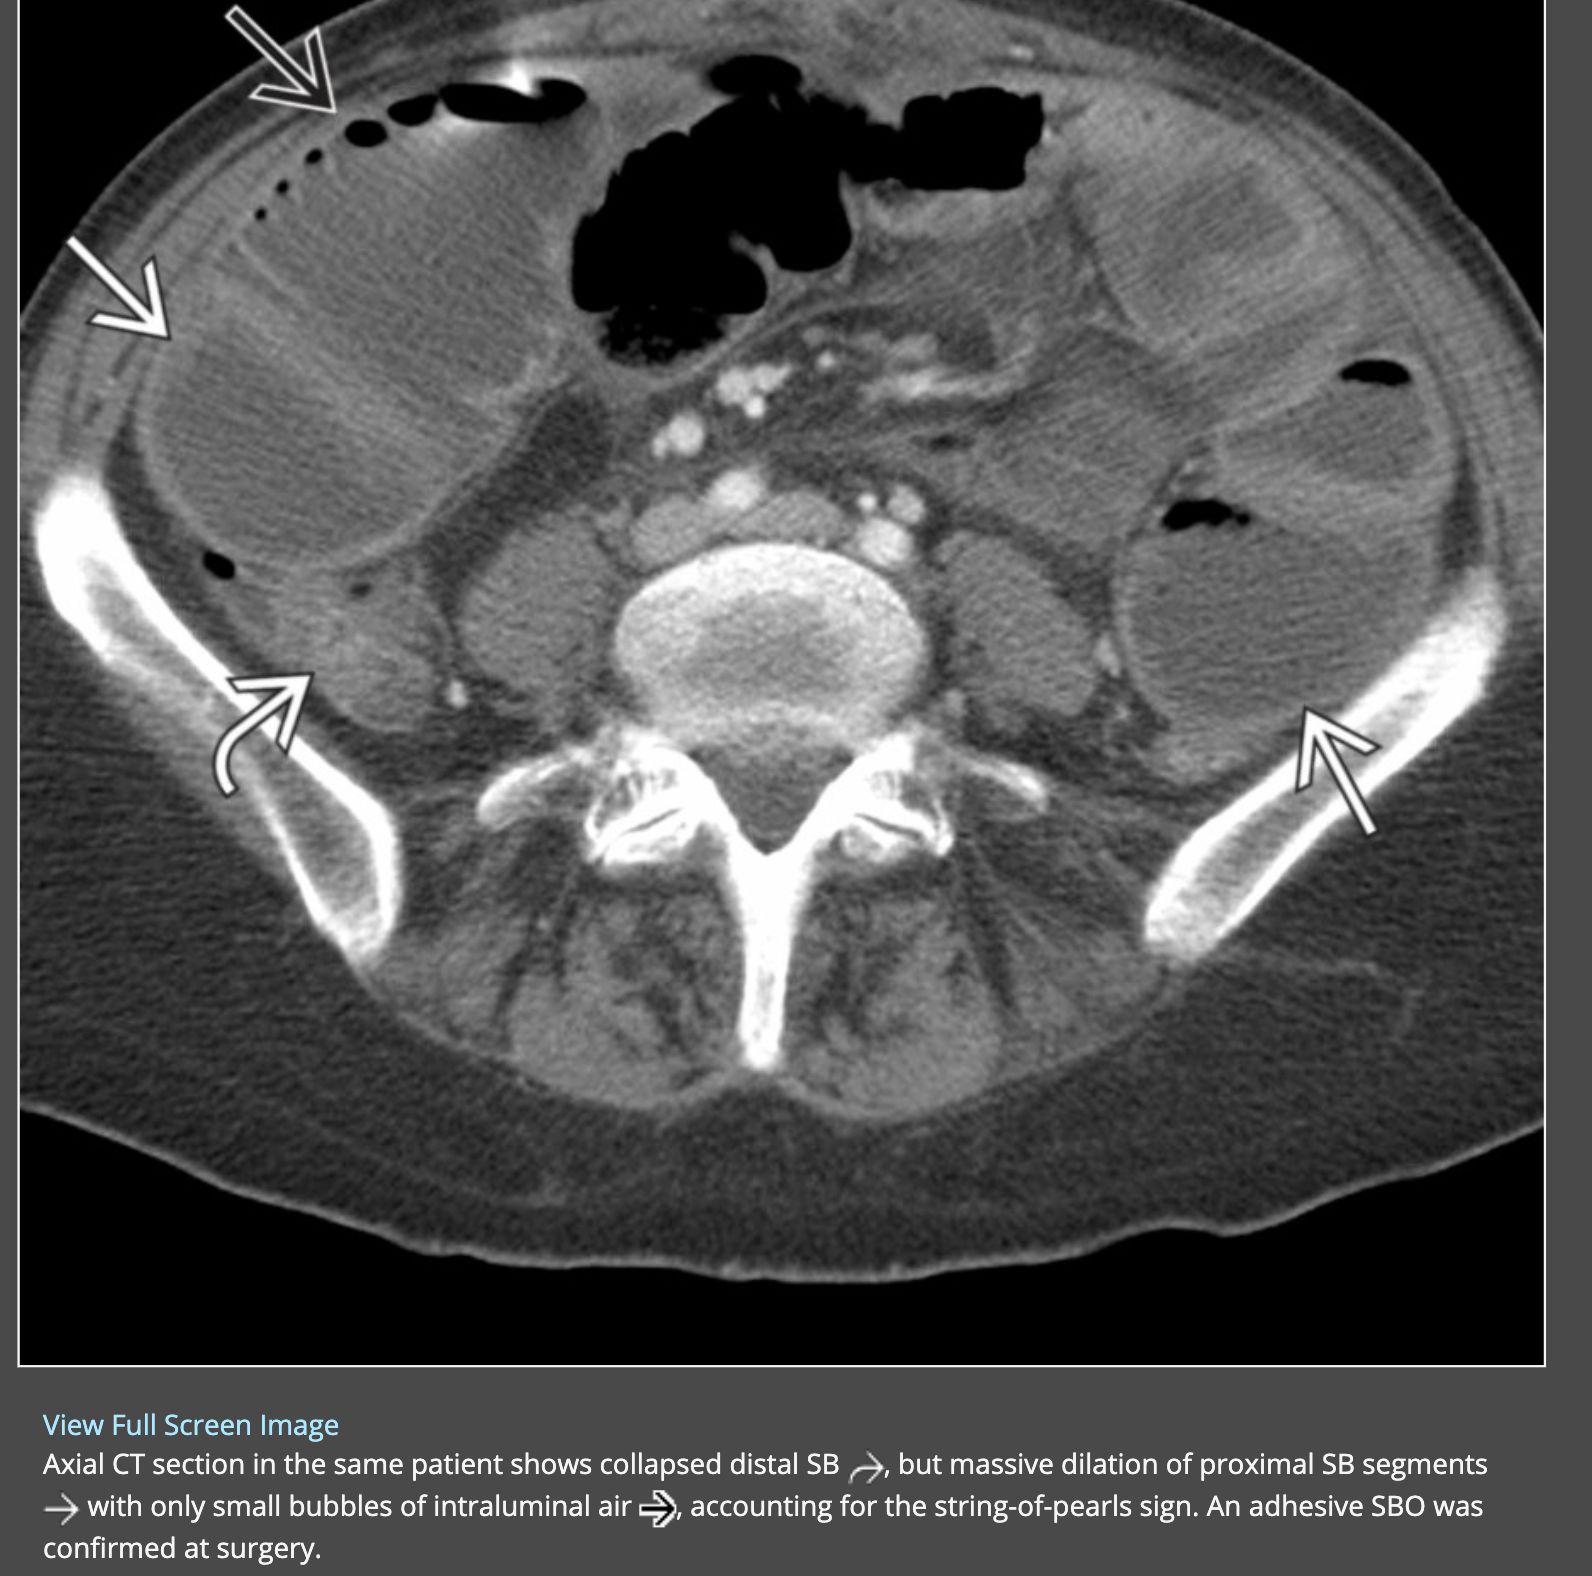 View Full Screen Image
Axial CT section in the same patient shows collapsed distal SB , but massive dilation of proximal SB segments
with only small bubbles of intraluminal air , accounting for the string-of-pearls sign. An adhesive SBO was
confirmed at surgery.